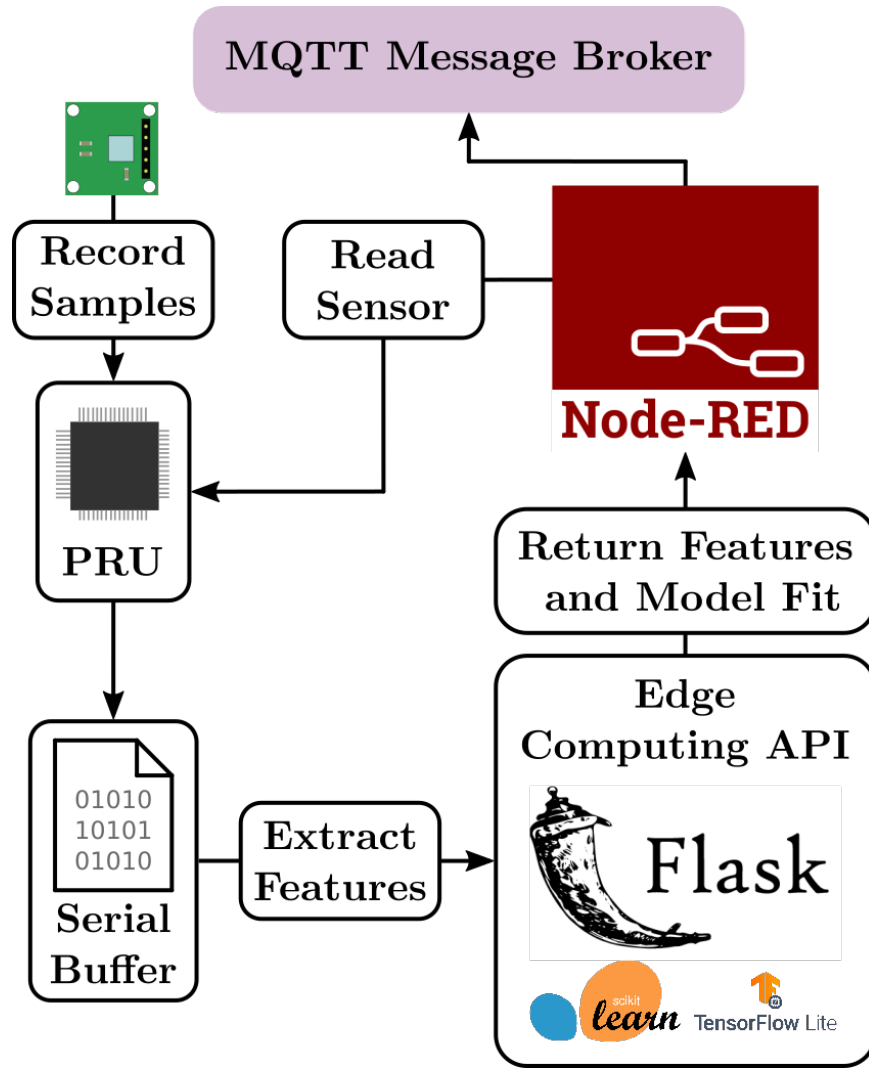 MQTT Message Broker
Record
Samples
Read
Sensor
Node-RED
PRU
Return Features
and Model Fit
Edge
Computing API
01010
10101
01010
Extract
Features
Flask
Serial
Buffer
scikit
learn
TensorFlow Lite